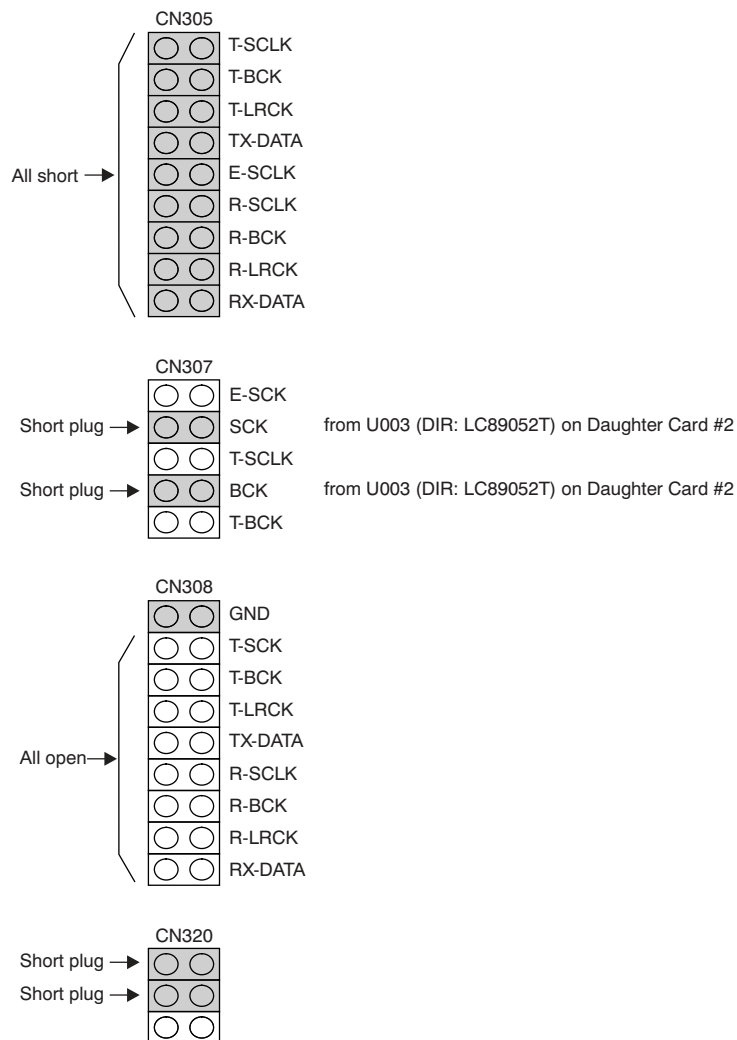 CN305
T-SCLK
T-BCK
T-LRCK
TX-DATA
All short
E-SCLK
R-SCLK
R-BCK
R-LRCK
RX-DATA
CN307
E-SCK
Short plug SCK from U003 (DIR: LC89052T) on Daughter Card #2
T-SCLK
Short plug BCK from U003 (DIR: LC89052T) on Daughter Card #2
T-BCK
CN308
GND
T-SCK
T-BCK
T-LRCK
TX-DATA
All open
R-SCLK
R-BCK
R-LRCK
RX-DATA
CN320
Short plug
Short plug